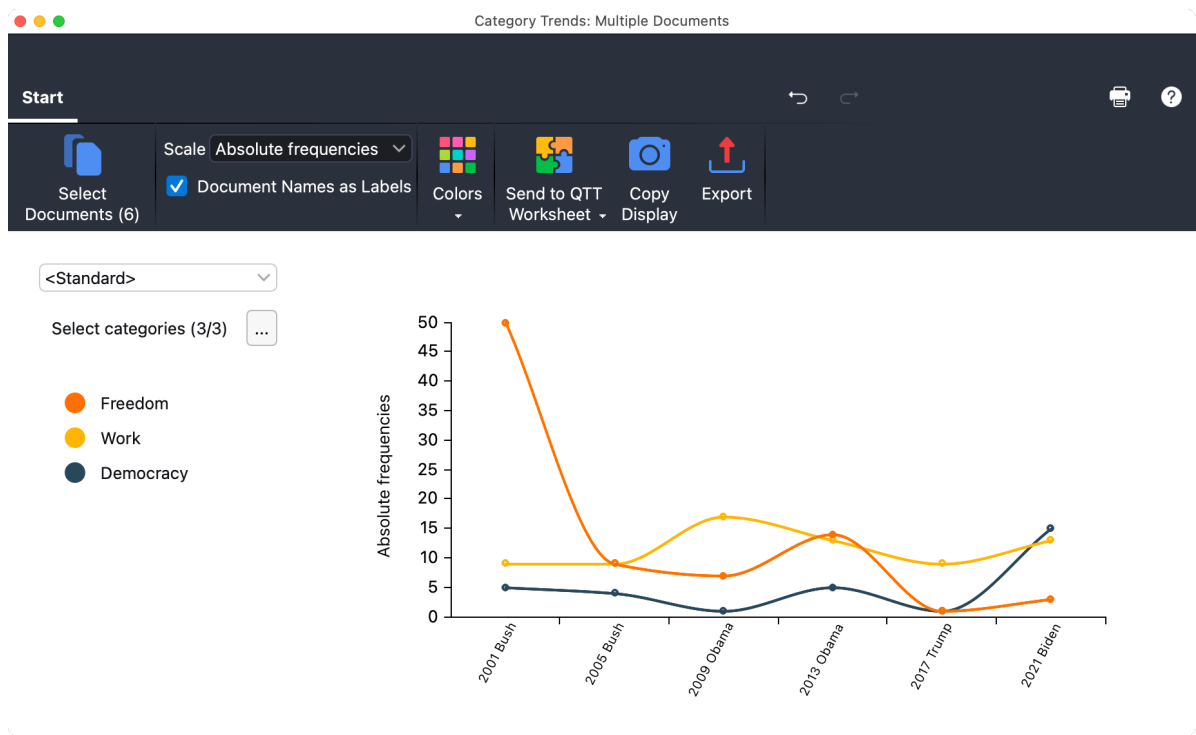 Category Trends: Multiple Documents
Start
?
Select
Documents (6)
Scale Absolute frequencies
Document Names as Labels
Colors
Send to QTT
Worksheet
Copy
Display
Export
<Standard>
Select categories (3/3)
...
Freedom
Work
Democracy
Absolute frequencies
50
45
40
35
30
25
20
15
10
5
0
2001 Bush
2005 Bush
2009 Obama
2013 Obama
2017 Trump
2021 Biden